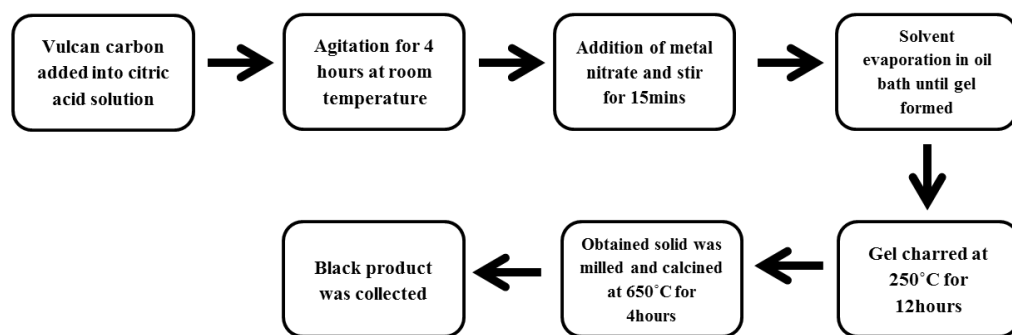 Vulcan carbon
added into citric
acid solution
Agitation for 4
hours at room
temperature
Addition of metal
nitrate and stir
for 15mins
Solvent
evaporation in oil
bath until gel
formed
Gel charred at
250˚C for
12hours
Obtained solid was
milled and calcined
at 650˚C for
4hours
Black product
was collected